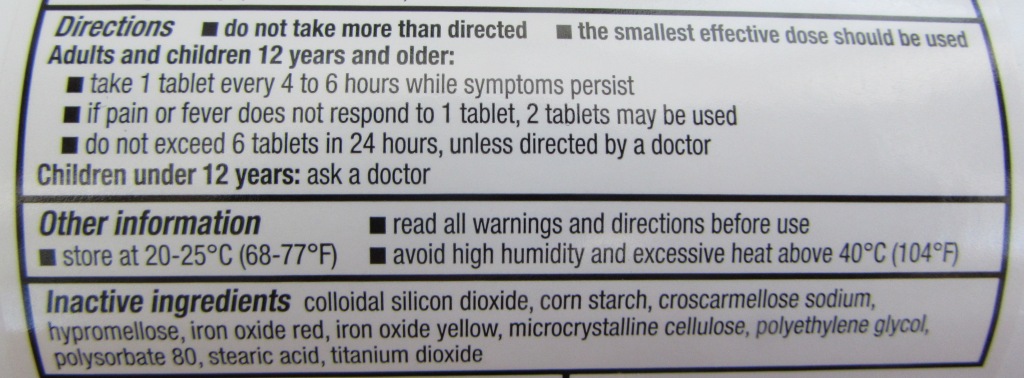 Directions ■ do not take more than directed ■ the smallest effective dose should be used
Adults and children 12 years and older:
■ take 1 tablet every 4 to 6 hours while symptoms persist
■ if pain or fever does not respond to 1 tablet, 2 tablets may be used
■ do not exceed 6 tablets in 24 hours, unless directed by a doctor
Children under 12 years: ask a doctor
Other information ■ read all warnings and directions before use
■ store at 20-25°C (68-77°F) ■ avoid high humidity and excessive heat above 40°C (104°F)
Inactive ingredients colloidal silicon dioxide, corn starch, croscarmellose sodium,
hypromellose, iron oxide red, iron oxide yellow, microcrystalline cellulose, polyethylene glycol,
polysorbate 80, stearic acid, titanium dioxide